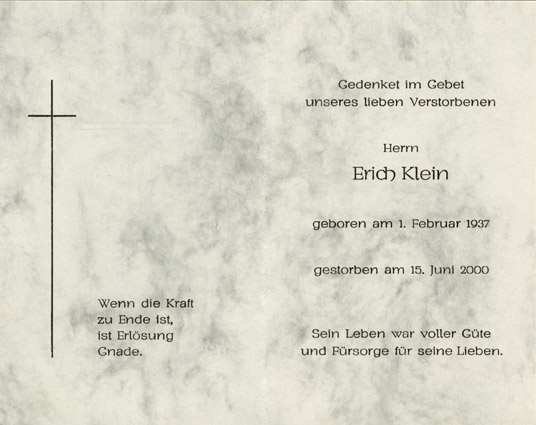 Wenn die Kraft
zu Ende ist,
ist Erlösung
Gnade.
Gedenket im Gebet
unseres lieben Verstorbenen
Herrn
Erich Klein
geboren am 1. Februar 1937
gestorben am 15. Juni 2000
Sein Leben war voller Güte
und Fürsorge für seine Lieben.